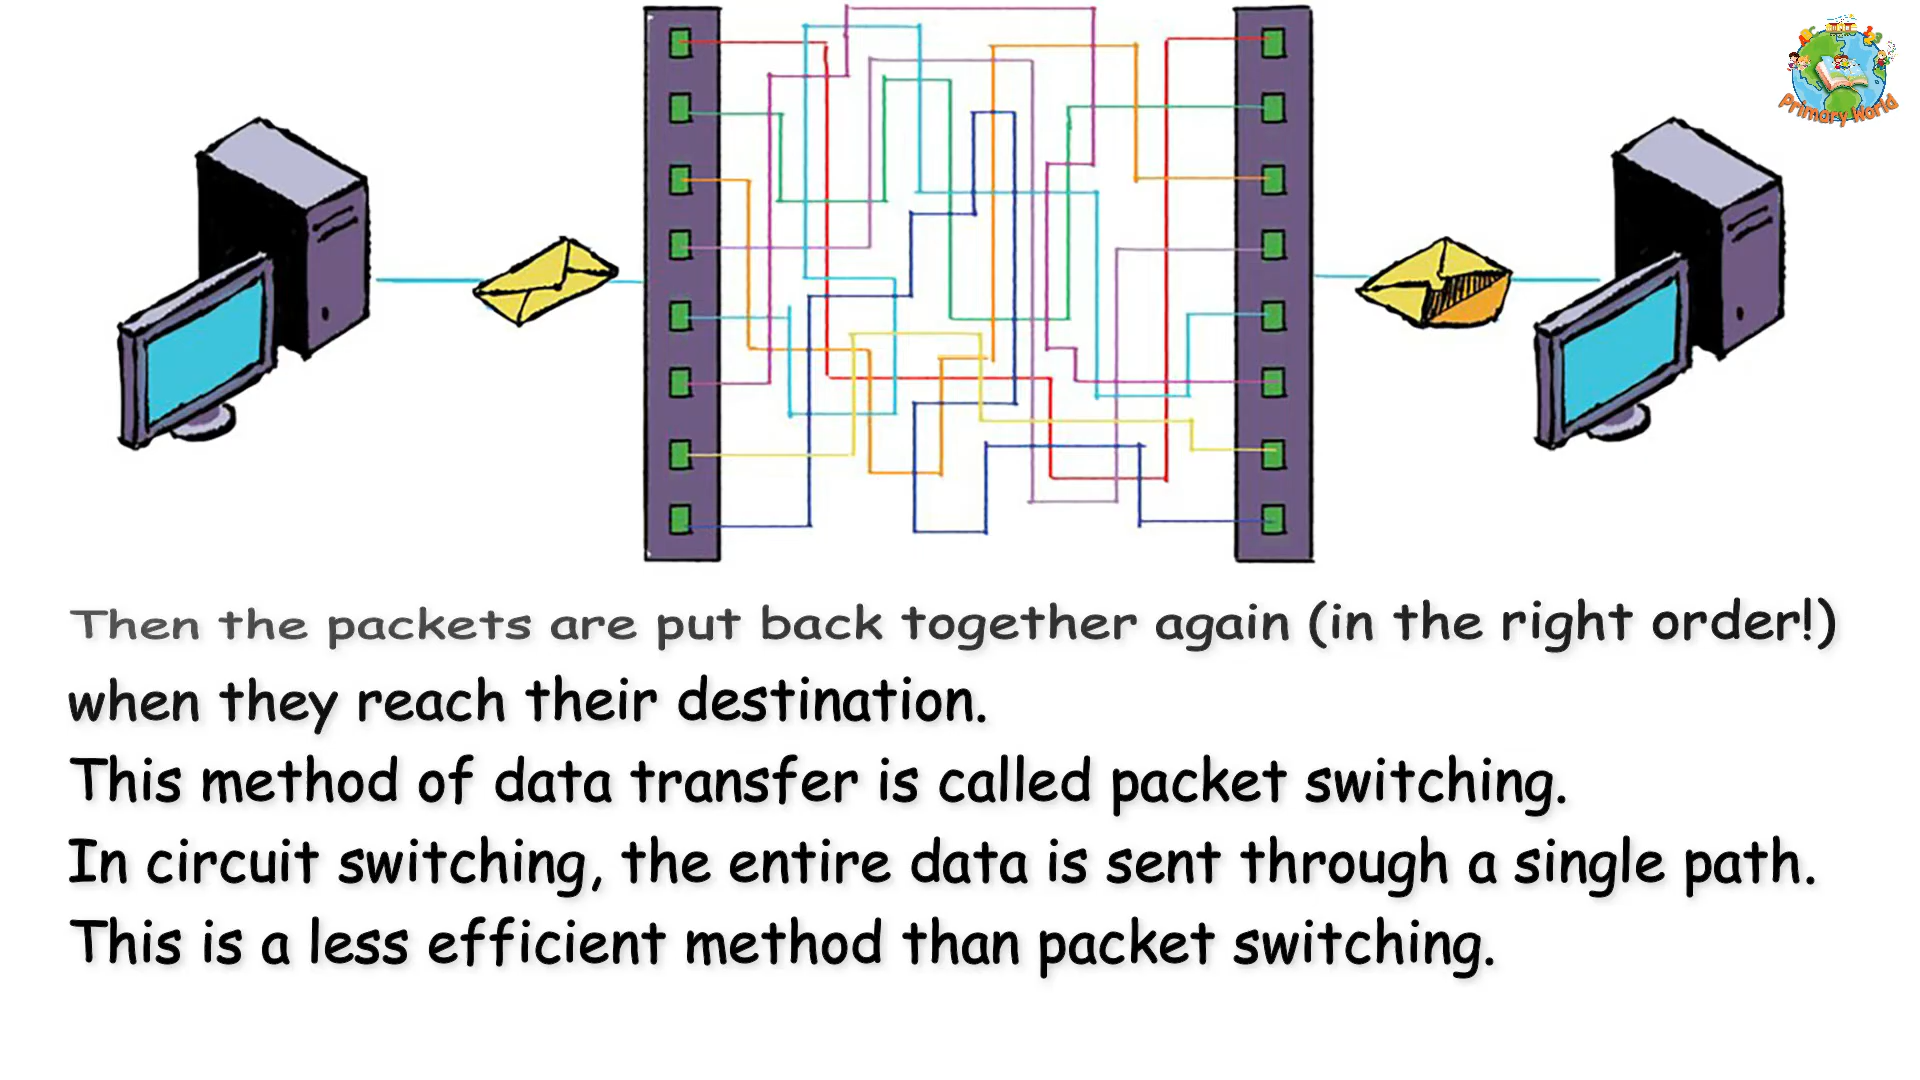 Primary World
Then the packets are put back together again (in the right order!)
when they reach their destination.
This method of data transfer is called packet switching.
In circuit switching, the entire data is sent through a single path.
This is a less efficient method than packet switching.